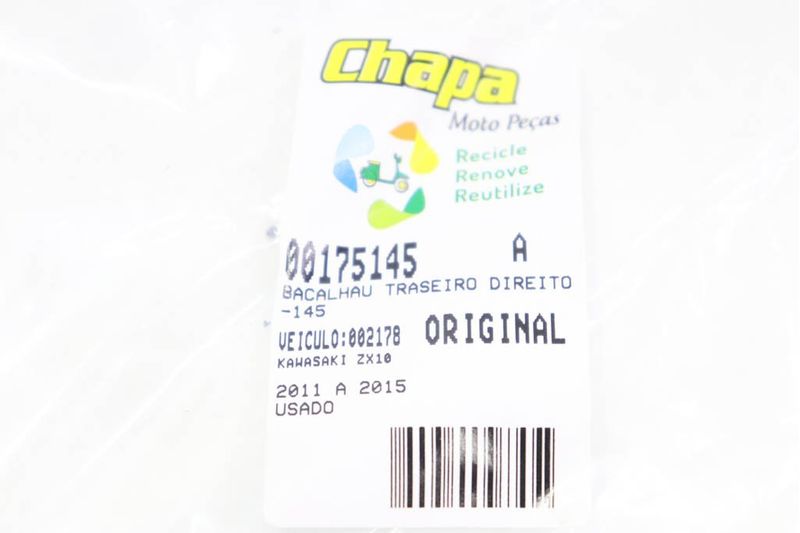 Chapa
Moto Peças
Recicle
Renove
Reutilize
00175145 A
BACALHAU TRASEIRO DIREITO
-145
VEICULO:002178 ORIGINAL
KAWASAKI ZX10
2011 A 2015
USADO